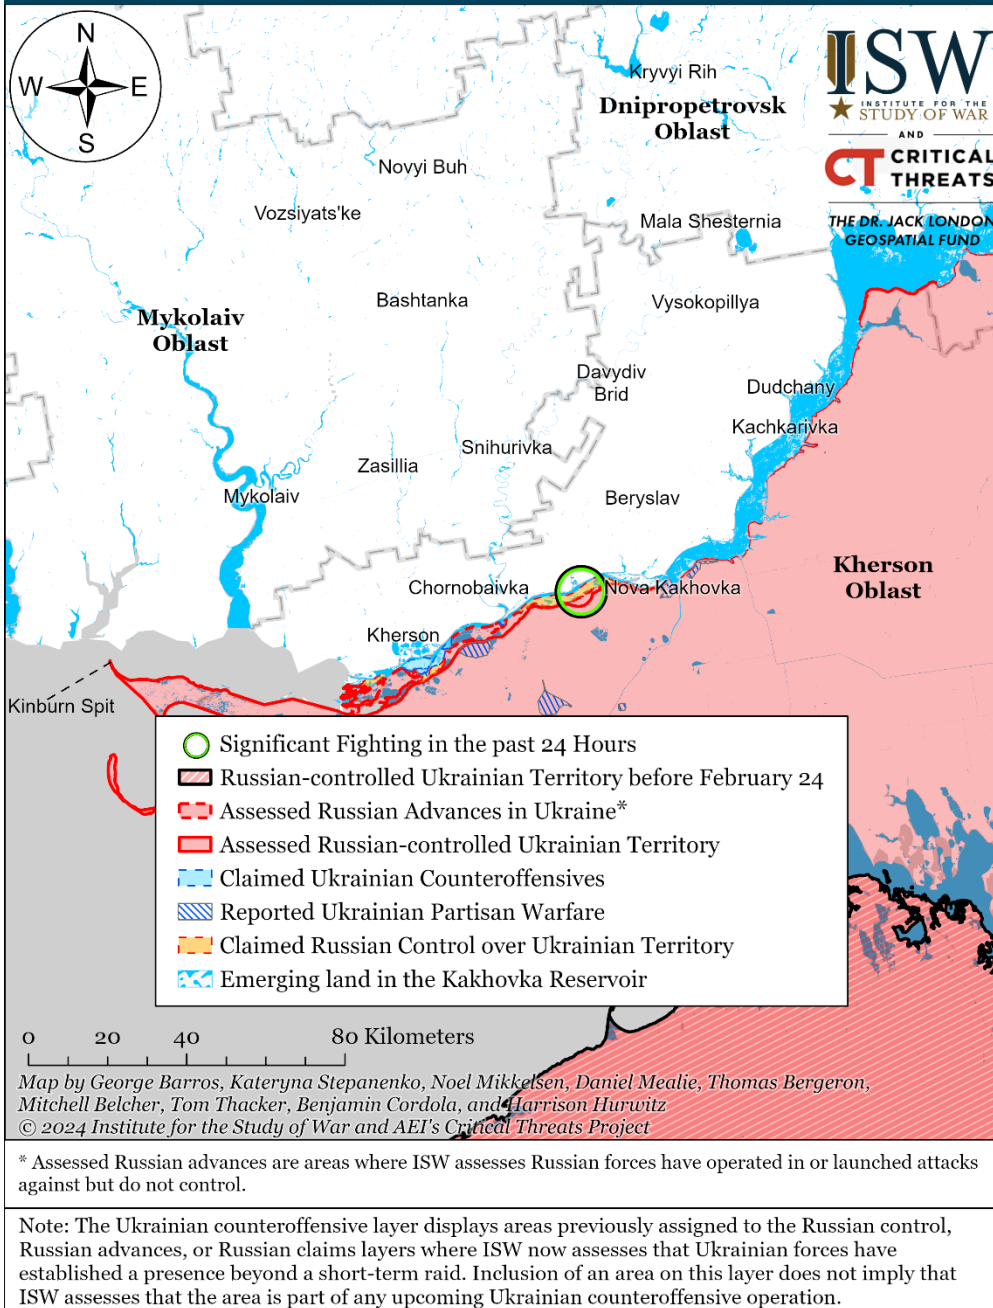 N
W
E
S
ISW
INSTITUTE FOR THE
STUDY OF WAR
AND
CT CRITICAL
THREATS
THE DR. JACK LONDON
GEOSPATIAL FUND
Kryvyi Rih
Dnipropetrovsk
Oblast
Novyi Buh
Vozsiyats'ke
Mala Shesternia
Bashtanka
Vysokopillya
Mykolaiv
Oblast
Davydiv
Brid
Dudchany
Kachkarivka
Snihurivka
Zasillia
Mykolaiv
Beryslav
Kherson
Oblast
Chornobaivka
Nova Kakhovka
Kherson
Kinburn Spit
Significant Fighting in the past 24 Hours
Russian-controlled Ukrainian Territory before February 24
Assessed Russian Advances in Ukraine*
Assessed Russian-controlled Ukrainian Territory
Claimed Ukrainian Counteroffensives
Reported Ukrainian Partisan Warfare
Claimed Russian Control over Ukrainian Territory
Emerging land in the Kakhovka Reservoir
0 20 40 80 Kilometers
Map by George Barros, Kateryna Stepanenko, Noel Mikkelsen, Daniel Mealie, Thomas Bergeron,
Mitchell Belcher, Tom Thacker, Benjamin Cordola, and Harrison Hurwitz
© 2024 Institute for the Study of War and AEI's Critical Threats Project
* Assessed Russian advances are areas where ISW assesses Russian forces have operated in or launched attacks
against but do not control.
Note: The Ukrainian counteroffensive layer displays areas previously assigned to the Russian control,
Russian advances, or Russian claims layers where ISW now assesses that Ukrainian forces have
established a presence beyond a short-term raid. Inclusion of an area on this layer does not imply that
ISW assesses that the area is part of any upcoming Ukrainian counteroffensive operation.